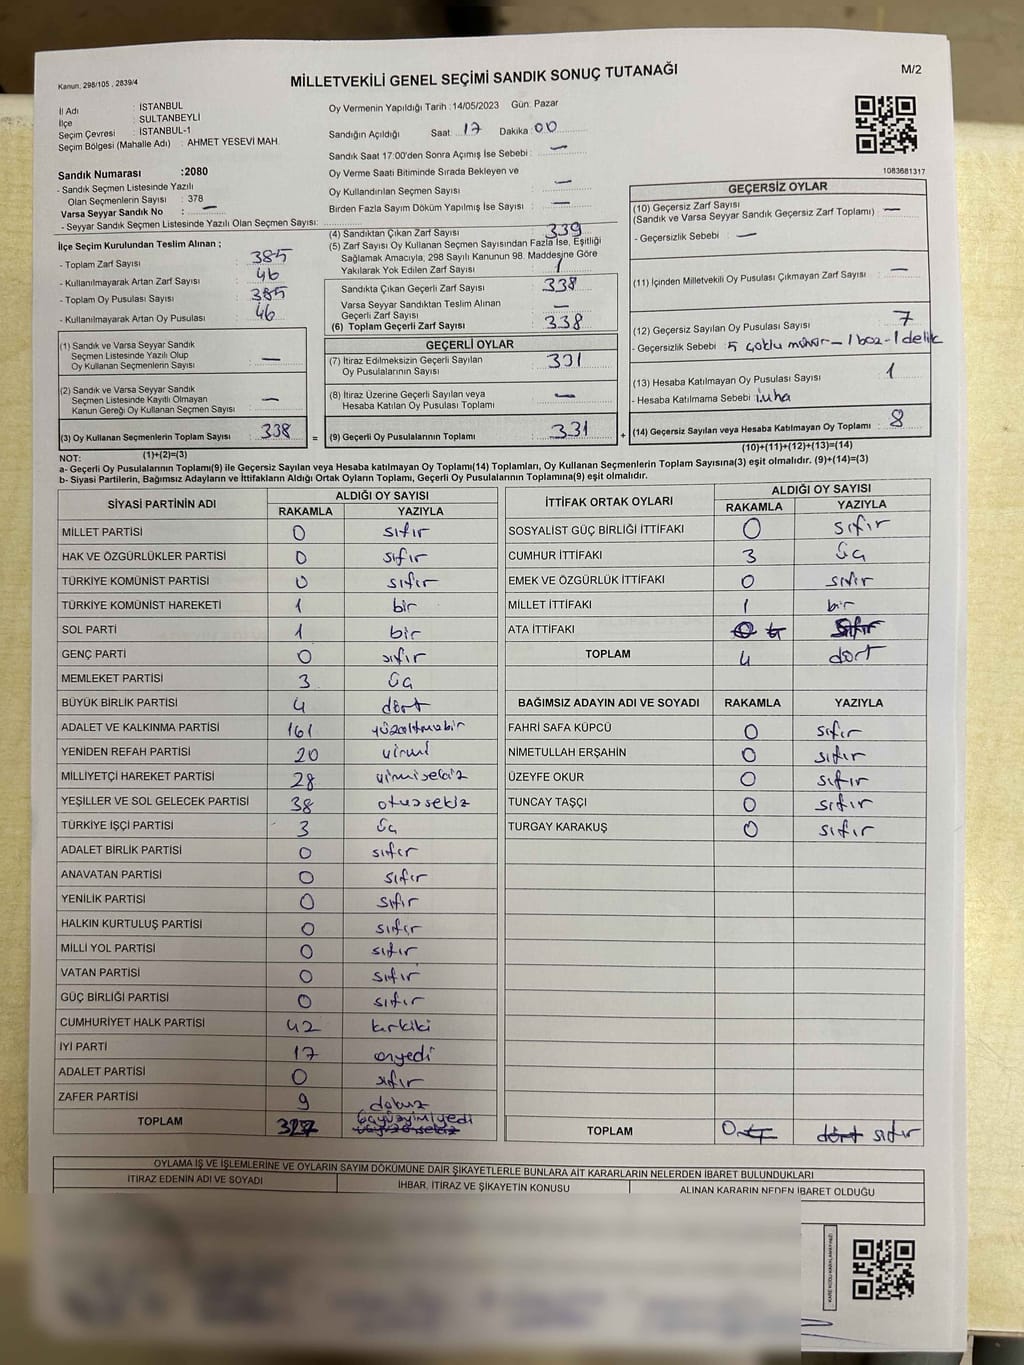 Kanun: 298/105 , 2839/4
MİLLETVEKİLİ GENEL SEÇİMİ SANDIK SONUÇ TUTANAĞI
M/2
İl Adı : İSTANBUL
İlçe : SULTANBEYLİ
Seçim Çevresi : İSTANBUL-1
Seçim Bölgesi (Mahalle Adı) : AHMET YESEVİ MAH.
Sandık Numarası :2080
- Sandık Seçmen Listesinde Yazılı
Olan Seçmenlerin Sayısı : 378
Varsa Seyyar Sandık No : —
- Seyyar Sandık Seçmen Listesinde Yazılı Olan Seçmen Sayısı:
İlçe Seçim Kurulundan Teslim Alınan ;
- Toplam Zarf Sayısı : 385
- Kullanılmayarak Artan Zarf Sayısı : 46
- Toplam Oy Pusulası Sayısı : 385
- Kullanılmayarak Artan Oy Pusulası : 46
(1) Sandık ve Varsa Seyyar Sandık
Seçmen Listesinde Yazılı Olup
Oy Kullanan Seçmenlerin Sayısı : —
(2) Sandık ve Varsa Seyyar Sandık
Seçmen Listesinde Kayıtlı Olmayan
Kanun Gereği Oy Kullanan Seçmen Sayısı : —
(3) Oy Kullanan Seçmenlerin Toplam Sayısı : 338
(1)+(2)=(3)
Oy Vermenin Yapıldığı Tarih : 14/05/2023 Gün: Pazar
Sandığın Açıldığı Saat : 17 Dakika : 00
Sandık Saat 17:00'den Sonra Açımış İse Sebebi : —
Oy Verme Saati Bitiminde Sırada Bekleyen ve
Oy Kullandırılan Seçmen Sayısı : —
Birden Fazla Sayım Döküm Yapılmış İse Sayısı : —
(4) Sandıktan Çıkan Zarf Sayısı : 339
(5) Zarf Sayısı Oy Kullanan Seçmen Sayısından Fazla İse, Eşitliği
Sağlamak Amacıyla, 298 Sayılı Kanunun 98. Maddesine Göre
Yakılarak Yok Edilen Zarf Sayısı : 1
Sandıkta Çıkan Geçerli Zarf Sayısı : 338
Varsa Seyyar Sandıktan Teslim Alınan
Geçerli Zarf Sayısı : —
(6) Toplam Geçerli Zarf Sayısı : 338
GEÇERLİ OYLAR
(7) İtiraz Edilmeksizin Geçerli Sayılan
Oy Pusulalarının Sayısı : 331
(8) İtiraz Üzerine Geçerli Sayılan veya
Hesaba Katılan Oy Pusulası Toplamı : —
= (9) Geçerli Oy Pusulalarının Toplamı : 331
1083681317
GEÇERSİZ OYLAR
(10) Geçersiz Zarf Sayısı
(Sandık ve Varsa Seyyar Sandık Geçersiz Zarf Toplamı) : —
- Geçersizlik Sebebi : —
(11) İçinden Milletvekili Oy Pusulası Çıkmayan Zarf Sayısı : —
(12) Geçersiz Sayılan Oy Pusulası Sayısı : 7
- Geçersizlik Sebebi : 5 çoklu mühür – 1 boz – 1 delik
(13) Hesaba Katılmayan Oy Pusulası Sayısı : 1
- Hesaba Katılmama Sebebi : imha
+ (14) Geçersiz Sayılan veya Hesaba Katılmayan Oy Toplamı : 8
(10)+(11)+(12)+(13)=(14)
NOT:
a- Geçerli Oy Pusulalarının Toplamı(9) ile Geçersiz Sayılan veya Hesaba katılmayan Oy Toplamı(14) Toplamları, Oy Kullanan Seçmenlerin Toplam Sayısına(3) eşit olmalıdır. (9)+(14)=(3)
b- Siyasi Partilerin, Bağımsız Adayların ve İttifakların Aldığı Ortak Oyların Toplamı, Geçerli Oy Pusulalarının Toplamına(9) eşit olmalıdır.
SİYASİ PARTİNİN ADI ALDIĞI OY SAYISI
RAKAMLA YAZIYLA
MİLLET PARTİSİ 0 sıfır
HAK VE ÖZGÜRLÜKLER PARTİSİ 0 sıfır
TÜRKİYE KOMÜNİST PARTİSİ 0 sıfır
TÜRKİYE KOMÜNİST HAREKETİ 1 bir
SOL PARTİ 1 bir
GENÇ PARTİ 0 sıfır
MEMLEKET PARTİSİ 3 üç
BÜYÜK BİRLİK PARTİSİ 4 dört
ADALET VE KALKINMA PARTİSİ 161 yüzaltmışbir
YENİDEN REFAH PARTİSİ 20 yirmi
MİLLİYETÇİ HAREKET PARTİSİ 28 yirmisekiz
YEŞİLLER VE SOL GELECEK PARTİSİ 38 otuzsekiz
TÜRKİYE İŞÇİ PARTİSİ 3 üç
ADALET BİRLİK PARTİSİ 0 sıfır
ANAVATAN PARTİSİ 0 sıfır
YENİLİK PARTİSİ 0 sıfır
HALKIN KURTULUŞ PARTİSİ 0 sıfır
MİLLİ YOL PARTİSİ 0 sıfır
VATAN PARTİSİ 0 sıfır
GÜÇ BİRLİĞİ PARTİSİ 0 sıfır
CUMHURİYET HALK PARTİSİ 42 kırkiki
İYİ PARTİ 17 onyedi
ADALET PARTİSİ 0 sıfır
ZAFER PARTİSİ 9 dokuz
TOPLAM 327 üçyüzyirmiyedi
İTTİFAK ORTAK OYLARI ALDIĞI OY SAYISI
RAKAMLA YAZIYLA
SOSYALİST GÜÇ BİRLİĞİ İTTİFAKI 0 sıfır
CUMHUR İTTİFAKI 3 üç
EMEK VE ÖZGÜRLÜK İTTİFAKI 0 sıfır
MİLLET İTTİFAKI 1 bir
ATA İTTİFAKI 0 sıfır
TOPLAM 4 dört
BAĞIMSIZ ADAYIN ADI VE SOYADI RAKAMLA YAZIYLA
FAHRİ SAFA KÜPCÜ 0 sıfır
NİMETULLAH ERŞAHİN 0 sıfır
ÜZEYFE OKUR 0 sıfır
TUNCAY TAŞÇI 0 sıfır
TURGAY KARAKUŞ 0 sıfır
TOPLAM 0 dört sıfır
OYLAMA İŞ VE İŞLEMLERİNE VE OYLARIN SAYIM DÖKÜMÜNE DAİR ŞİKAYETLERLE BUNLARA AİT KARARLARIN NELERDEN İBARET BULUNDUKLARI
İTİRAZ EDENİN ADI VE SOYADI İHBAR, İTİRAZ VE ŞİKAYETİN KONUSU ALINAN KARARIN NEDEN İBARET OLDUĞU